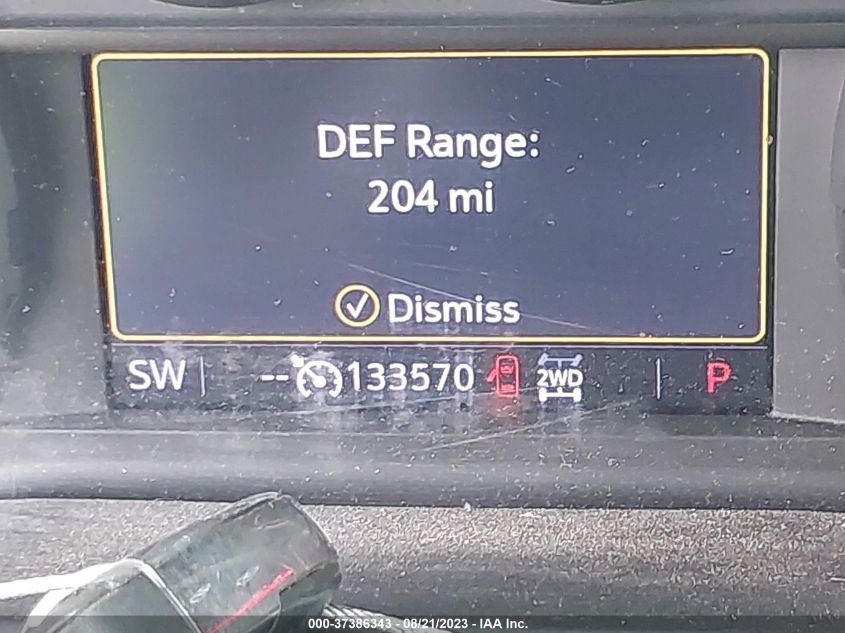 DEF Range:
204 mi
Dismiss
SW -- 133570 2WD P
000-37386343 - 08/21/2023 - IAA Inc.